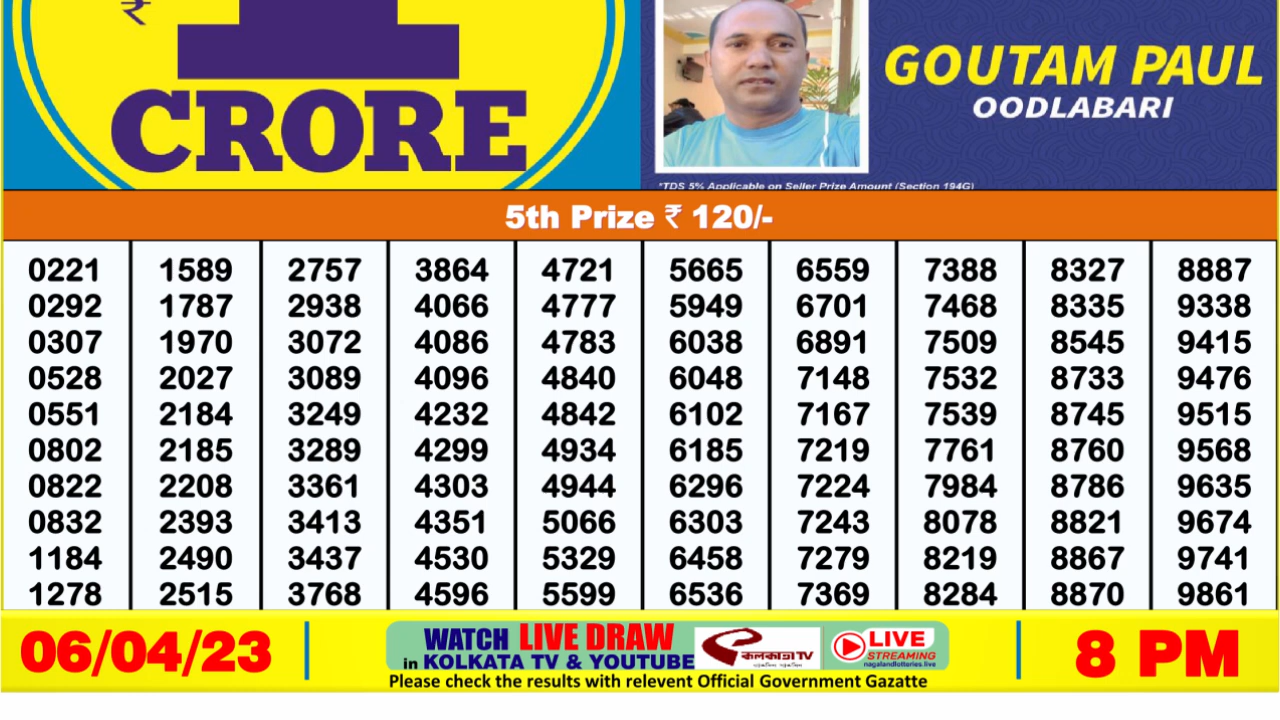 ₹ 1
CRORE
GOUTAM PAUL
OODLABARI
*TDS 5% Applicable on Seller Prize Amount (Section 194G)
5th Prize ₹ 120/-
0221 1589 2757 3864 4721 5665 6559 7388 8327 8887
0292 1787 2938 4066 4777 5949 6701 7468 8335 9338
0307 1970 3072 4086 4783 6038 6891 7509 8545 9415
0528 2027 3089 4096 4840 6048 7148 7532 8733 9476
0551 2184 3249 4232 4842 6102 7167 7539 8745 9515
0802 2185 3289 4299 4934 6185 7219 7761 8760 9568
0822 2208 3361 4303 4944 6296 7224 7984 8786 9635
0832 2393 3413 4351 5066 6303 7243 8078 8821 9674
1184 2490 3437 4530 5329 6458 7279 8219 8867 9741
1278 2515 3768 4596 5599 6536 7369 8284 8870 9861
06/04/23
WATCH LIVE DRAW
in KOLKATA TV & YOUTUBE
কলকাতা TV
LIVE
STREAMING
nagalandlotteries.live
8 PM
Please check the results with relevent Official Government Gazatte